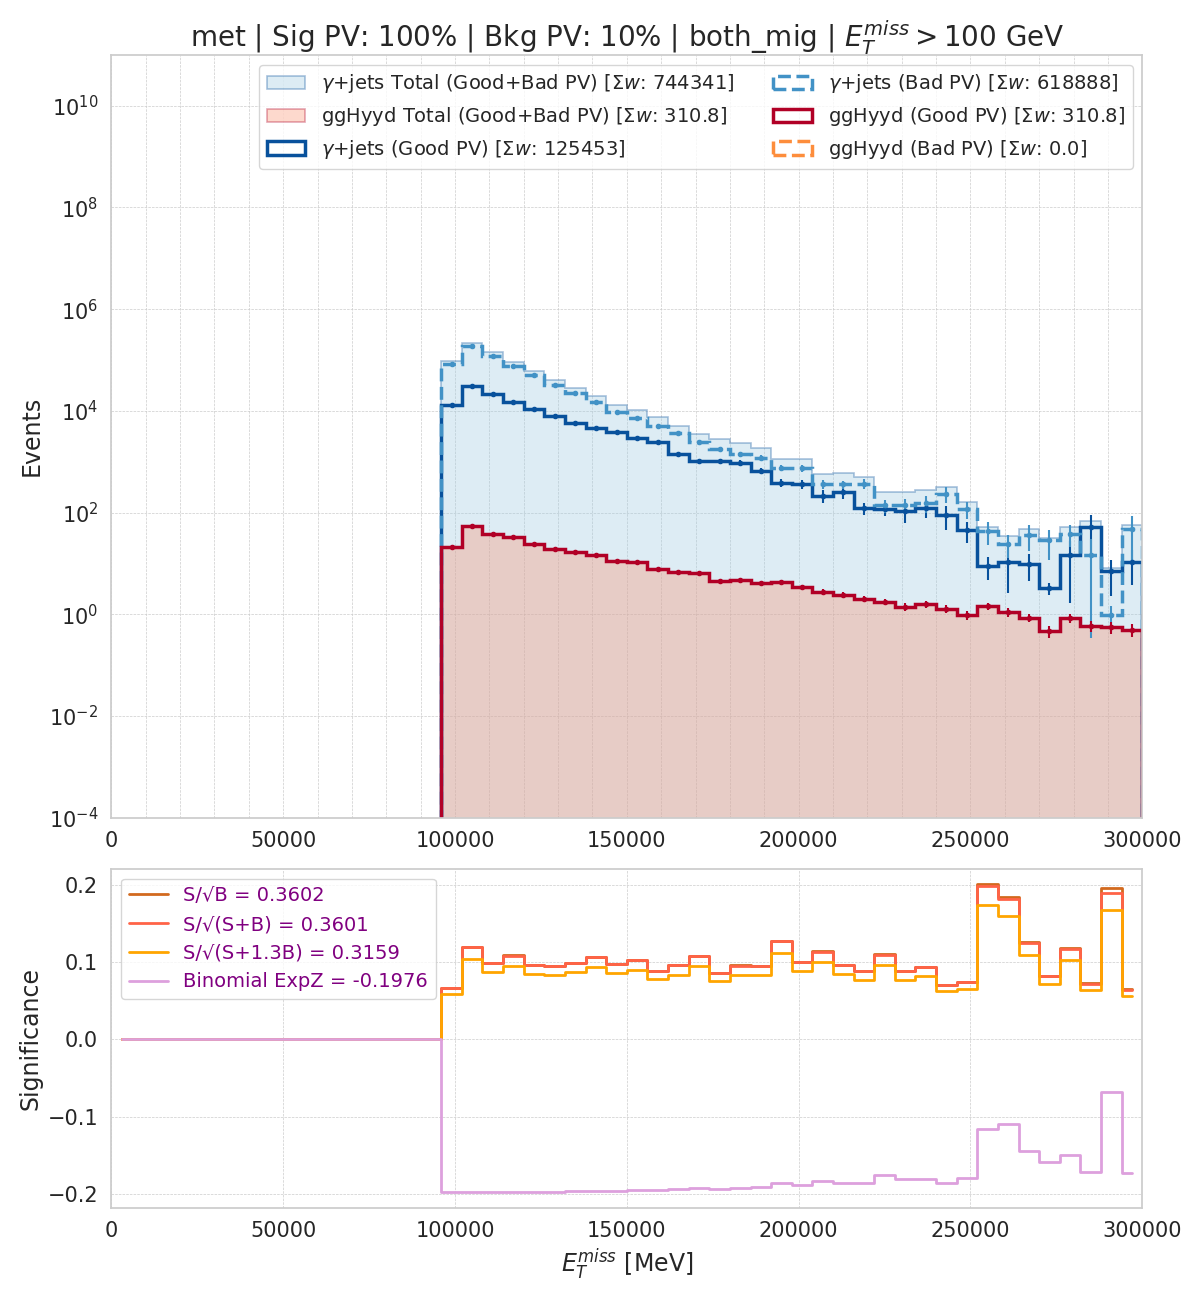 met | Sig PV: 100% | Bkg PV: 10% | both_mig | $E_T^{miss} > 100$ GeV
γ+jets Total (Good+Bad PV) [Σw: 744341]
ggHyyd Total (Good+Bad PV) [Σw: 310.8]
γ+jets (Good PV) [Σw: 125453]
γ+jets (Bad PV) [Σw: 618888]
ggHyyd (Good PV) [Σw: 310.8]
ggHyyd (Bad PV) [Σw: 0.0]
Events
$10^{10}$
$10^{8}$
$10^{6}$
$10^{4}$
$10^{2}$
$10^{0}$
$10^{-2}$
$10^{-4}$
0 50000 100000 150000 200000 250000 300000
S/√B = 0.3602
S/√(S+B) = 0.3601
S/√(S+1.3B) = 0.3159
Binomial ExpZ = -0.1976
Significance
0.2
0.1
0.0
−0.1
−0.2
0 50000 100000 150000 200000 250000 300000
$E_T^{miss}$ [MeV]